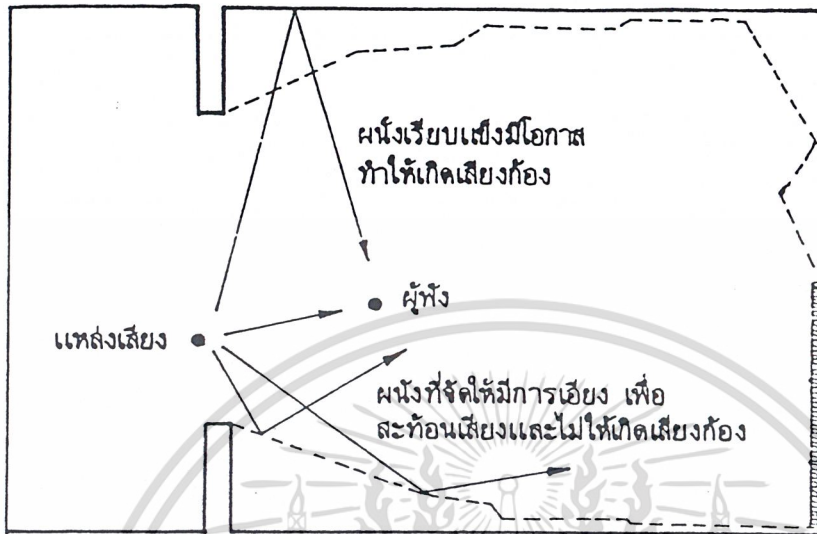 ผนังเรียบแข็งมีโอกาส
ทำให้เกิดเสียงก้อง
ผู้ฟัง
แหล่งเสียง
ผนังที่จัดให้มีการเอียง เพื่อ
สะท้อนเสียงและไม่ให้เกิดเสียงก้อง